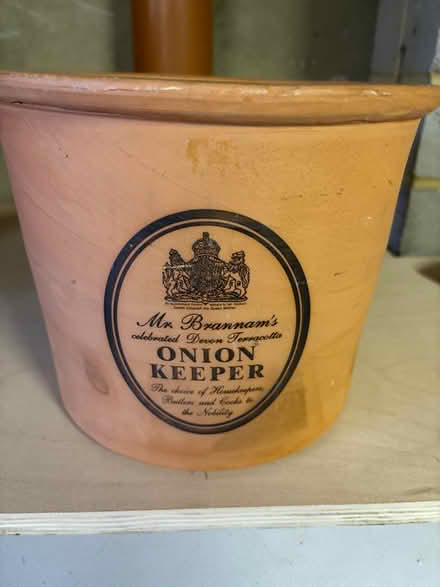 Mr. Brannam's
celebrated Devon Terracotta
ONION
KEEPER
The choice of Housekeepers,
Butlers and Cooks to
the Nobility